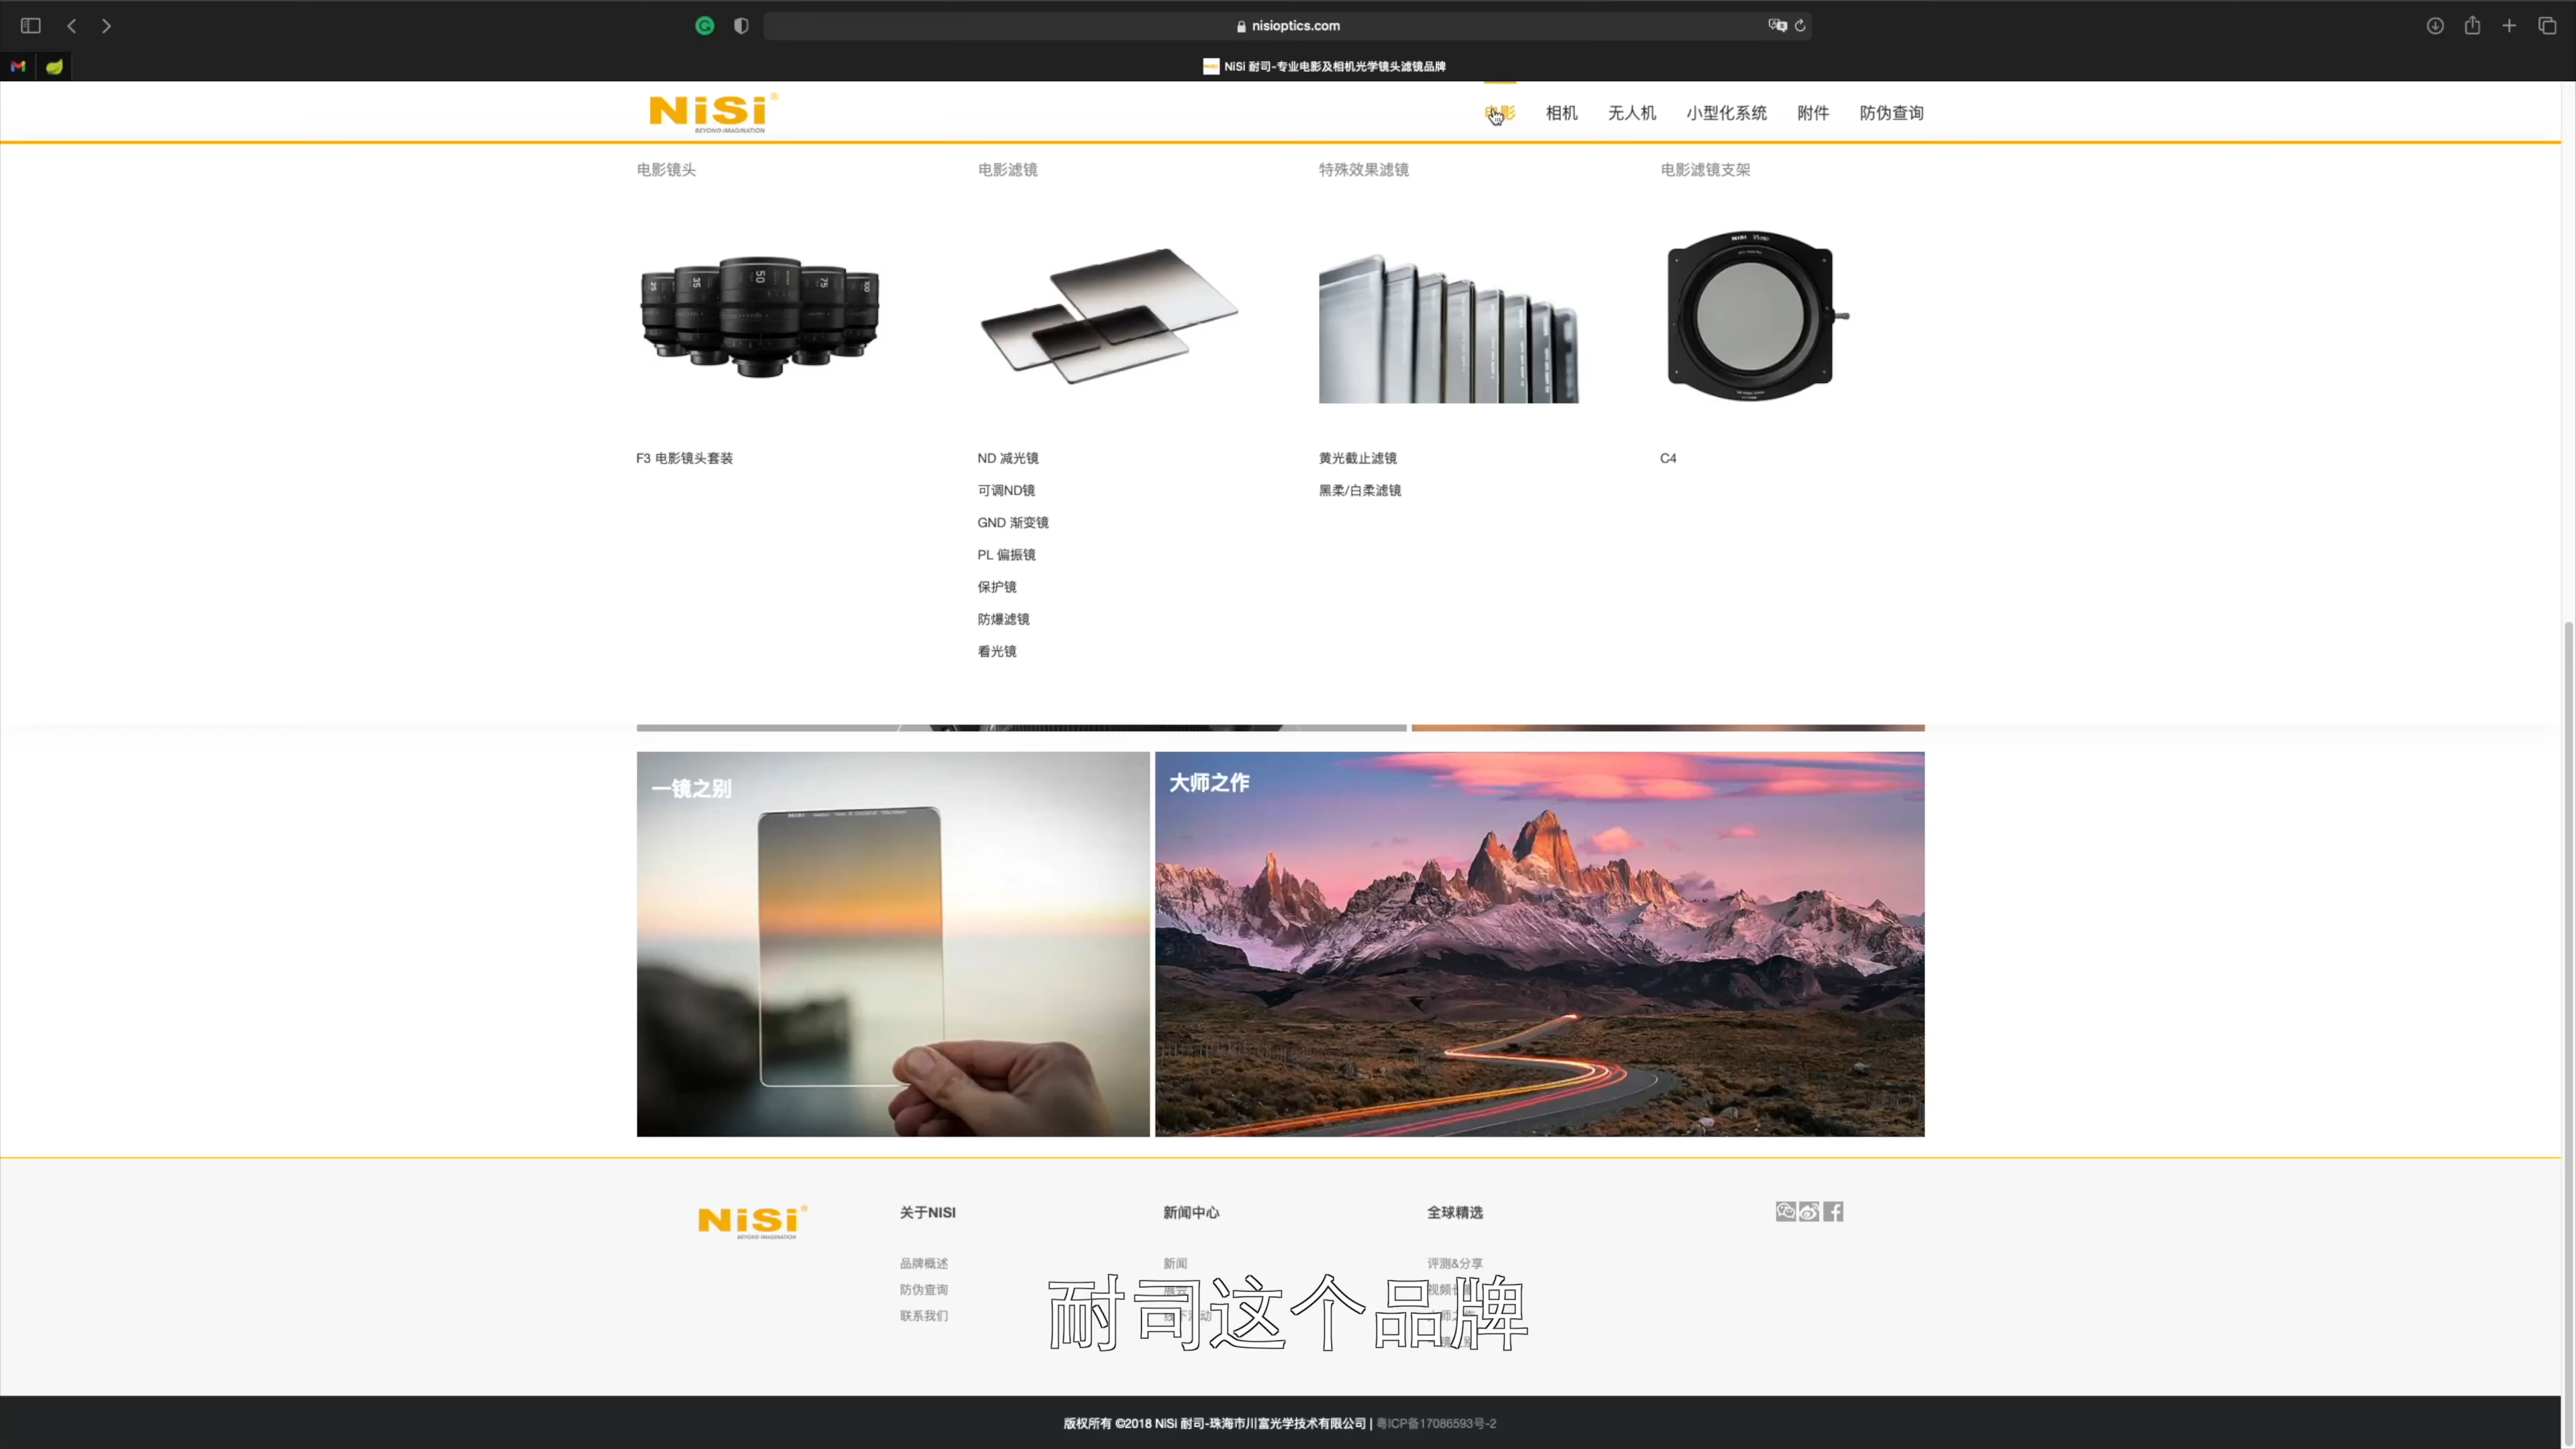 nisioptics.com
NiSi 耐司-专业电影及相机光学镜头滤镜品牌
NiSi
BEYOND IMAGINATION
电影 相机 无人机 小型化系统 附件 防伪查询
电影镜头 电影滤镜 特殊效果滤镜 电影滤镜支架
25 35 50 75 100
F3 电影镜头套装
ND 减光镜
可调ND镜
GND 渐变镜
PL 偏振镜
保护镜
防爆滤镜
看光镜
黄光截止滤镜
黑柔/白柔滤镜
C4
一镜之别
大师之作
NiSi
BEYOND IMAGINATION
关于NISI
品牌概述
防伪查询
联系我们
新闻中心
新闻
全球精选
评测&分享
耐司这个品牌
版权所有 ©2018 NiSi 耐司-珠海市川富光学技术有限公司 | 粤ICP备17086593号-2